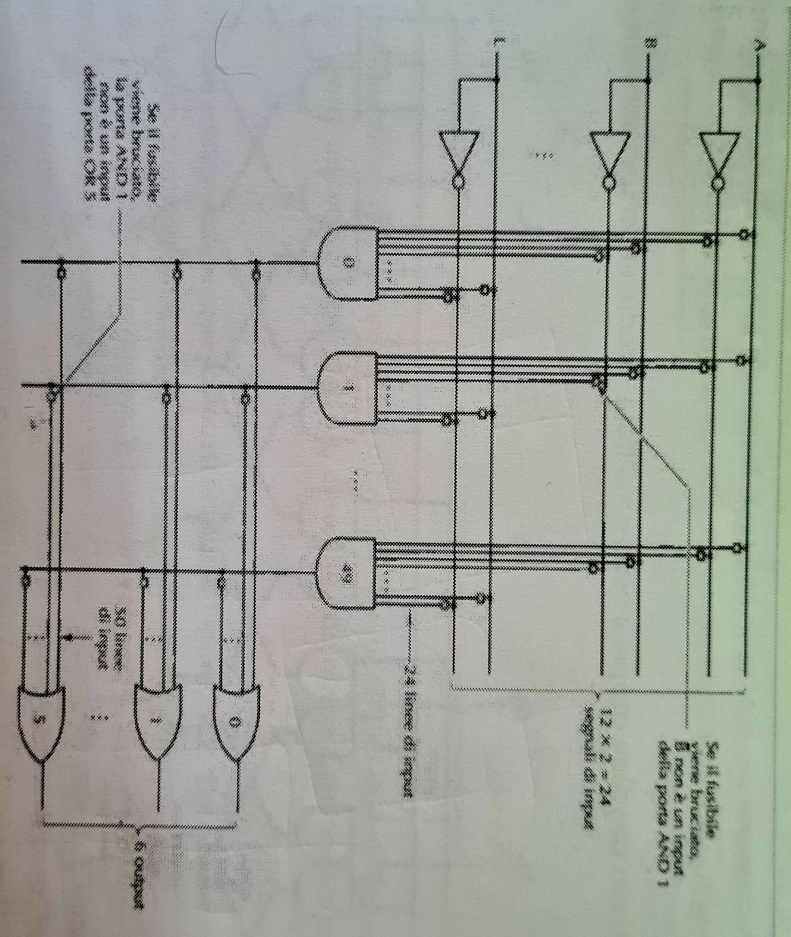 A
B
L
Se il fusibile
viene bruciato,
B̄ non è un input
della porta AND 1
12 × 2 = 24
segnali di input
24 linee di input
0
1
49
Se il fusibile
viene bruciato,
la porta AND 1
non è un input
della porta OR 5
50 linee
di input
0
1
5
6 output